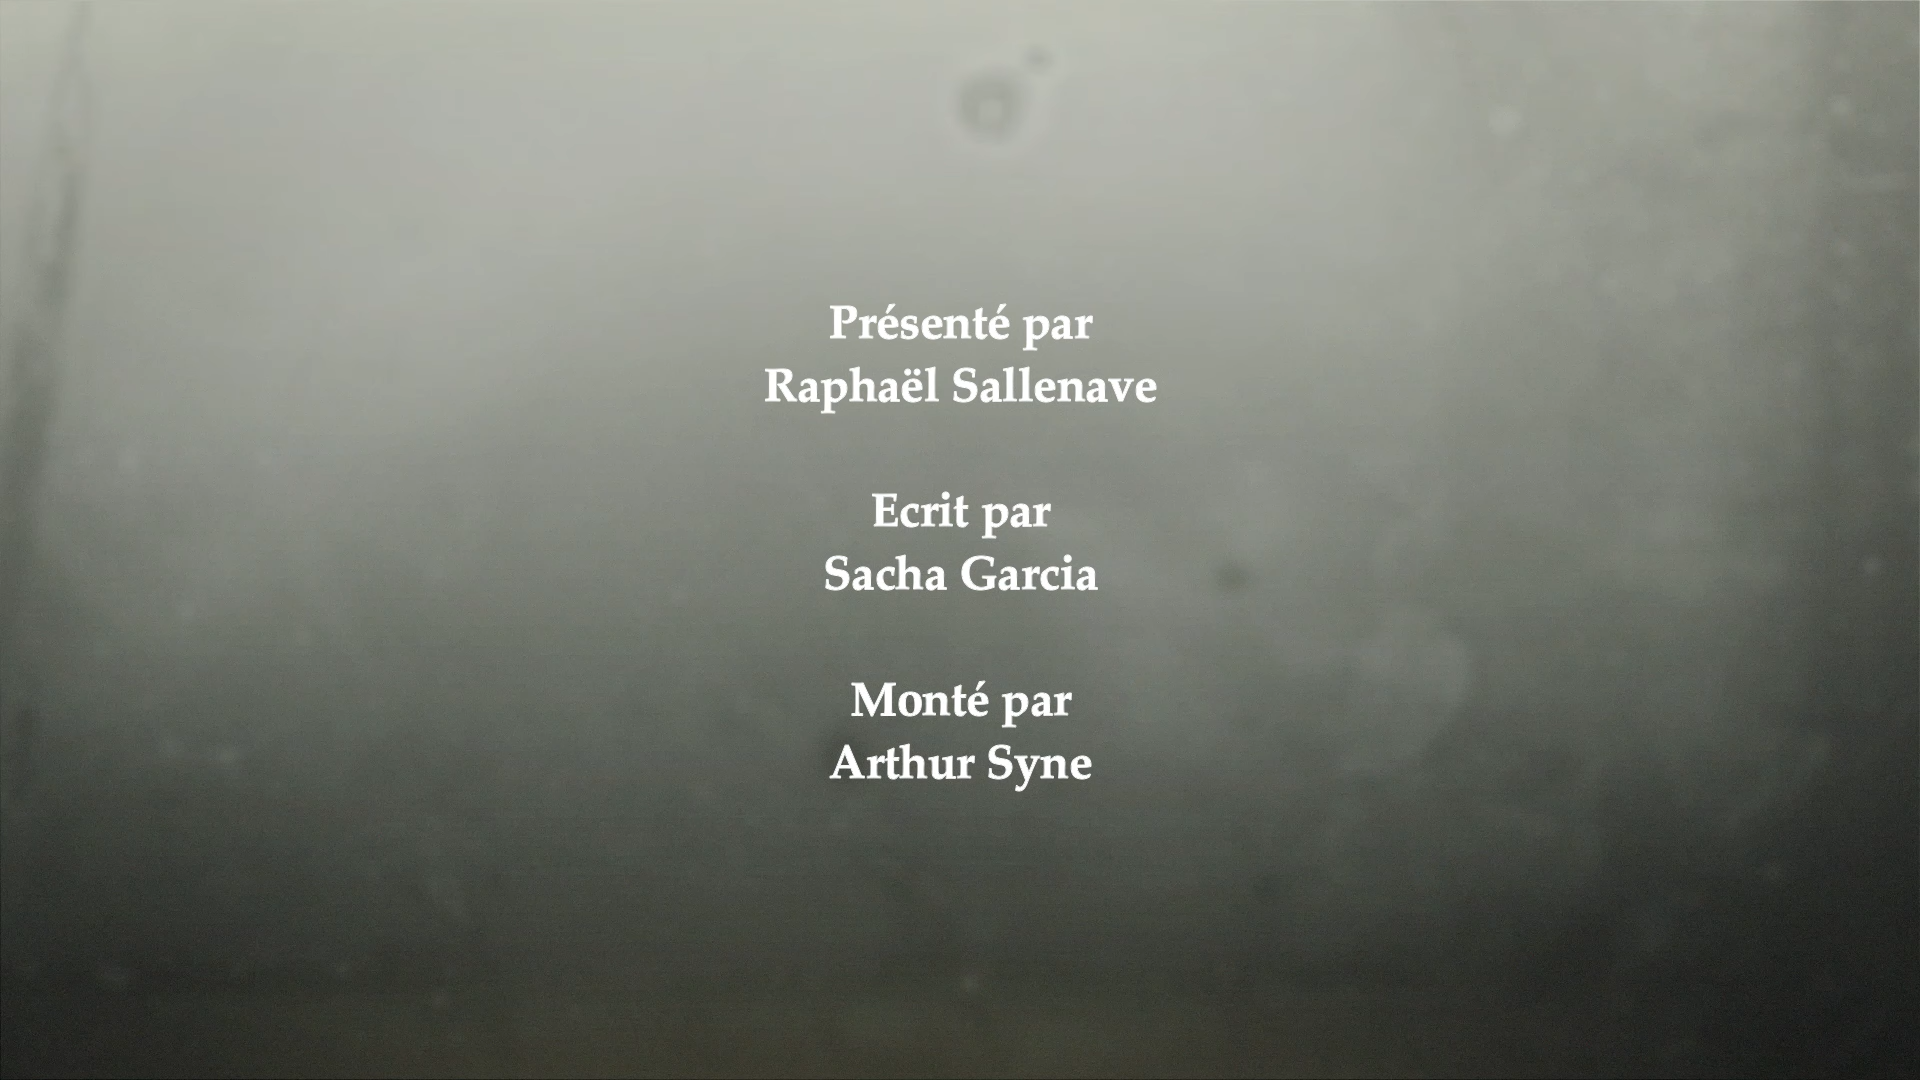 Présenté par
Raphaël Sallenave
Ecrit par
Sacha Garcia
Monté par
Arthur Syne